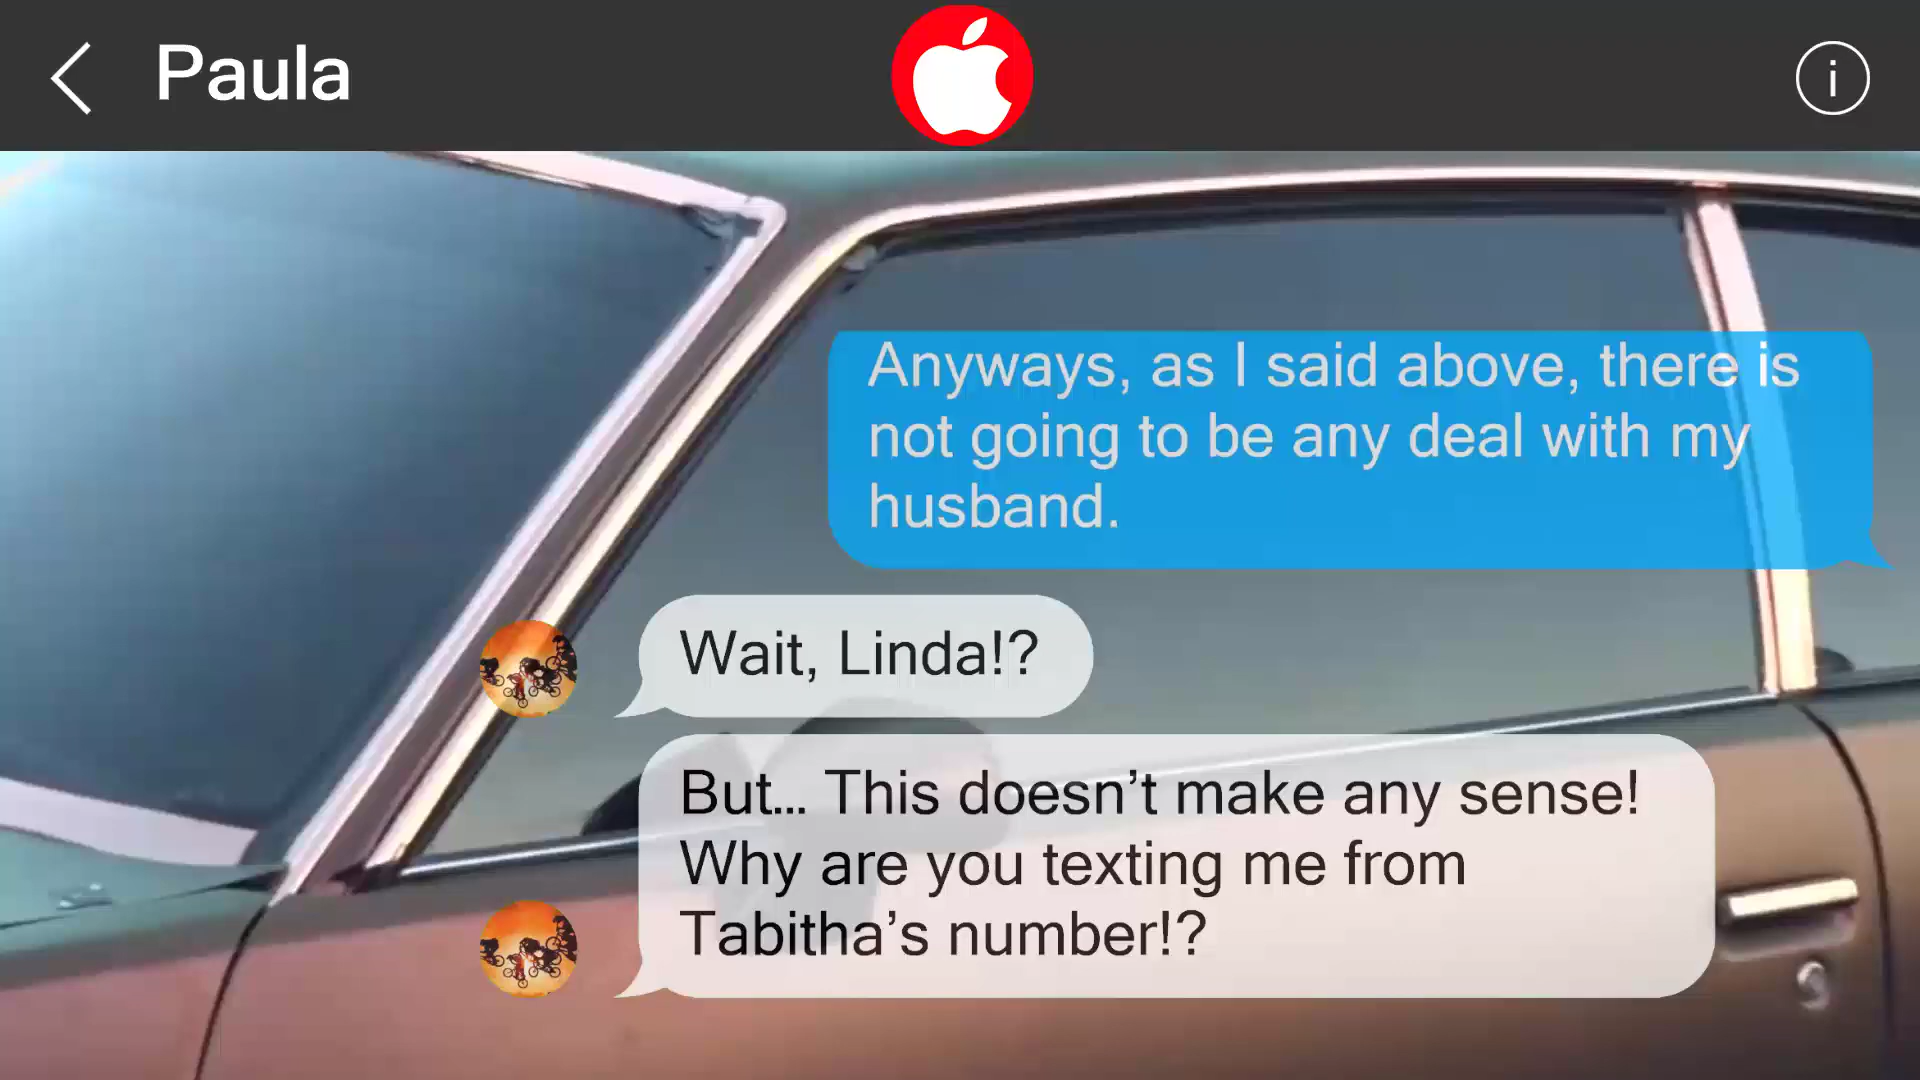 Paula
i
Anyways, as I said above, there is
not going to be any deal with my
husband.
Wait, Linda!?
But... This doesn’t make any sense!
Why are you texting me from
Tabitha’s number!?